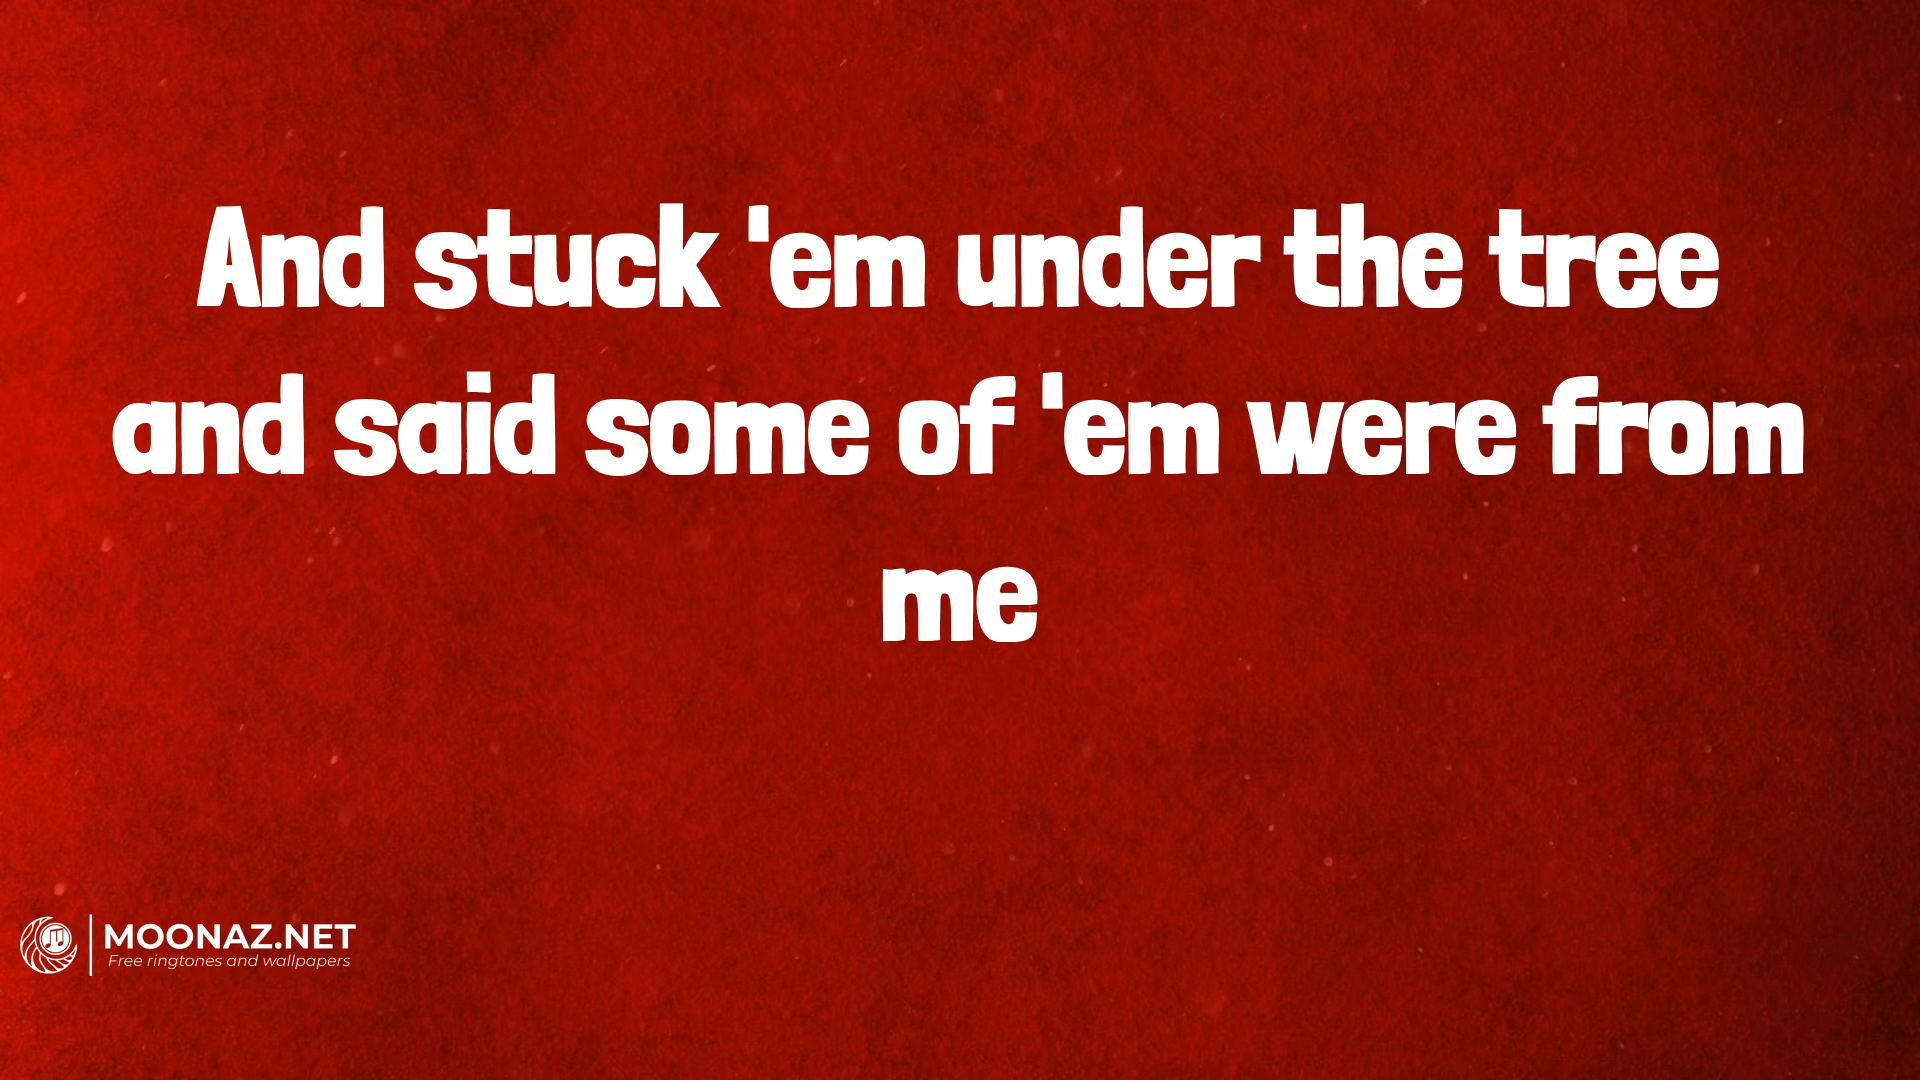 And stuck 'em under the tree
and said some of 'em were from
me
MOONAZ.NET
Free ringtones and wallpapers